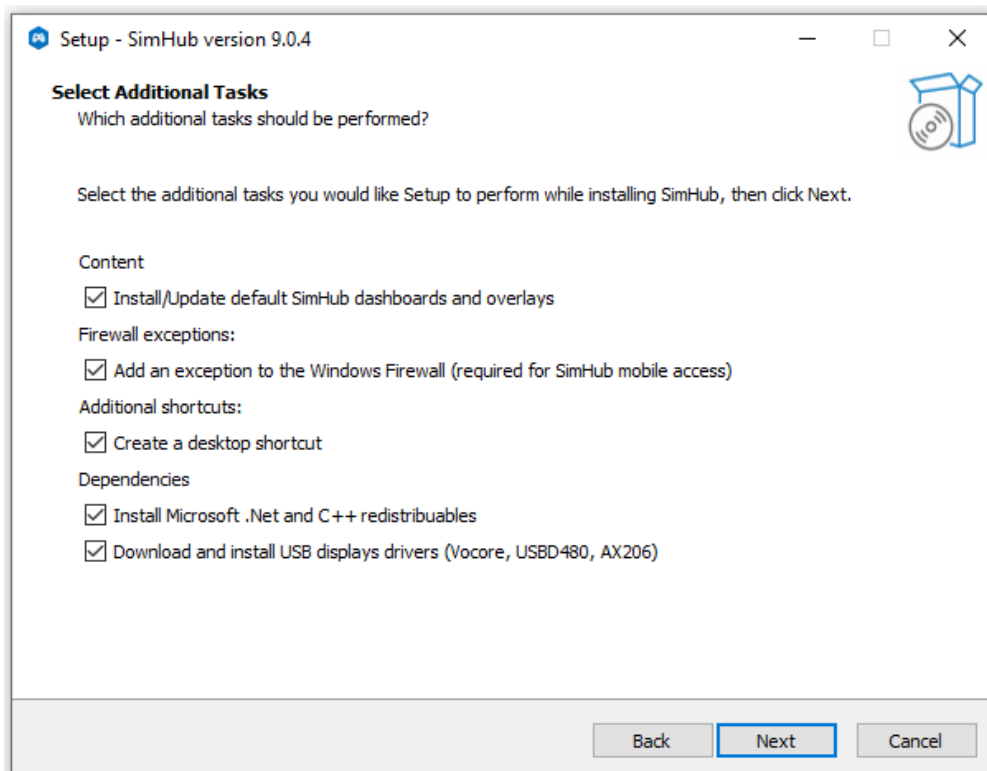 Setup - SimHub version 9.0.4
Select Additional Tasks
Which additional tasks should be performed?
Select the additional tasks you would like Setup to perform while installing SimHub, then click Next.
Content
Install/Update default SimHub dashboards and overlays
Firewall exceptions:
Add an exception to the Windows Firewall (required for SimHub mobile access)
Additional shortcuts:
Create a desktop shortcut
Dependencies
Install Microsoft .Net and C++ redistribuables
Download and install USB displays drivers (Vocore, USBD480, AX206)
Back Next Cancel